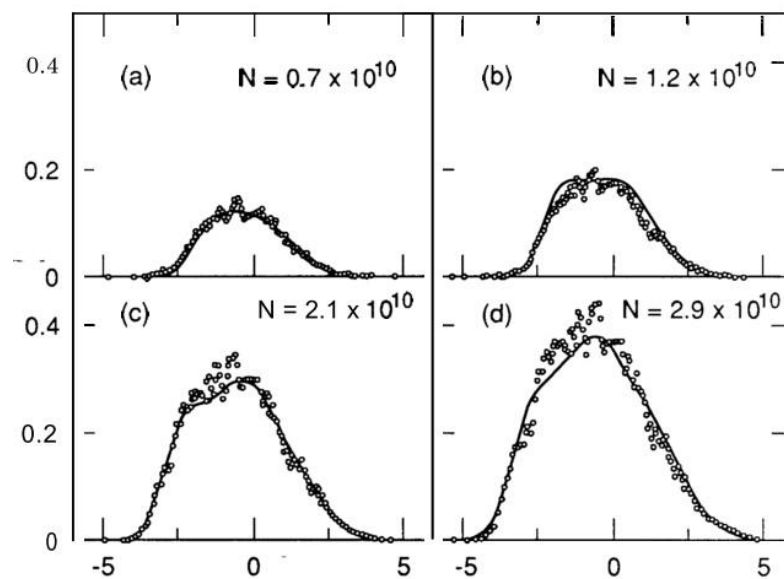 0.4
(a) N = 0.7 x 10^10
(b) N = 1.2 x 10^10
0.2
0
(c) N = 2.1 x 10^10
(d) N = 2.9 x 10^10
0.4
0.2
0
-5 0 5 -5 0 5